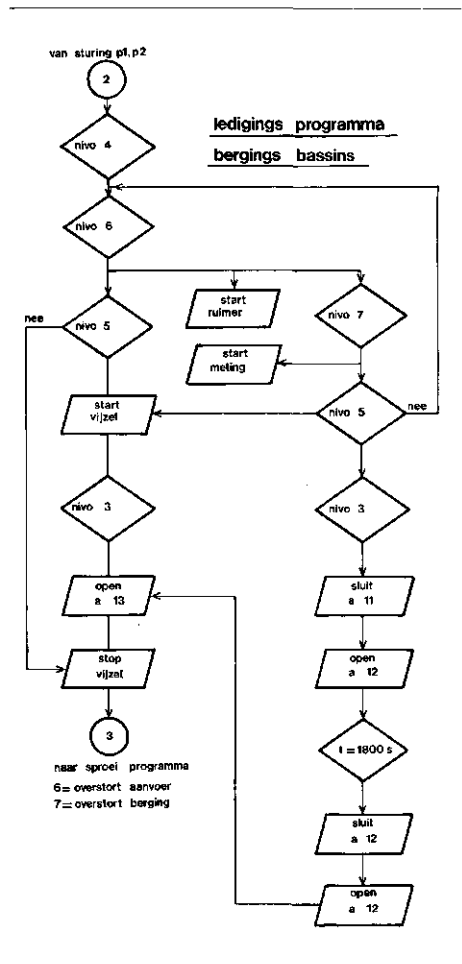 van sturing p1,p2
2
ledigings programma
bergings bassins
nivo 4
nivo 6
start
ruimer
nivo 7
nee
nivo 5
start
meting
start
vijzel
nivo 5
nee
nivo 3
nivo 3
open
a 13
sluit
a 11
stop
vijzel
open
a 12
3
t = 1800 s
naar sproei programma
6= overstort aanvoer
7= overstort berging
sluit
a 12
open
a 12